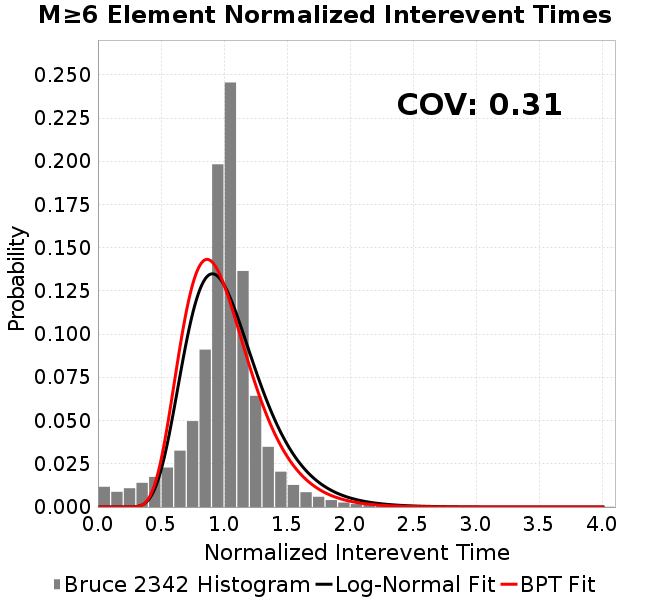 M≥6 Element Normalized Interevent Times
COV: 0.31
Probability
0.250
0.225
0.200
0.175
0.150
0.125
0.100
0.075
0.050
0.025
0.000
0.0 0.5 1.0 1.5 2.0 2.5 3.0 3.5 4.0
Normalized Interevent Time
Bruce 2342 Histogram Log-Normal Fit BPT Fit